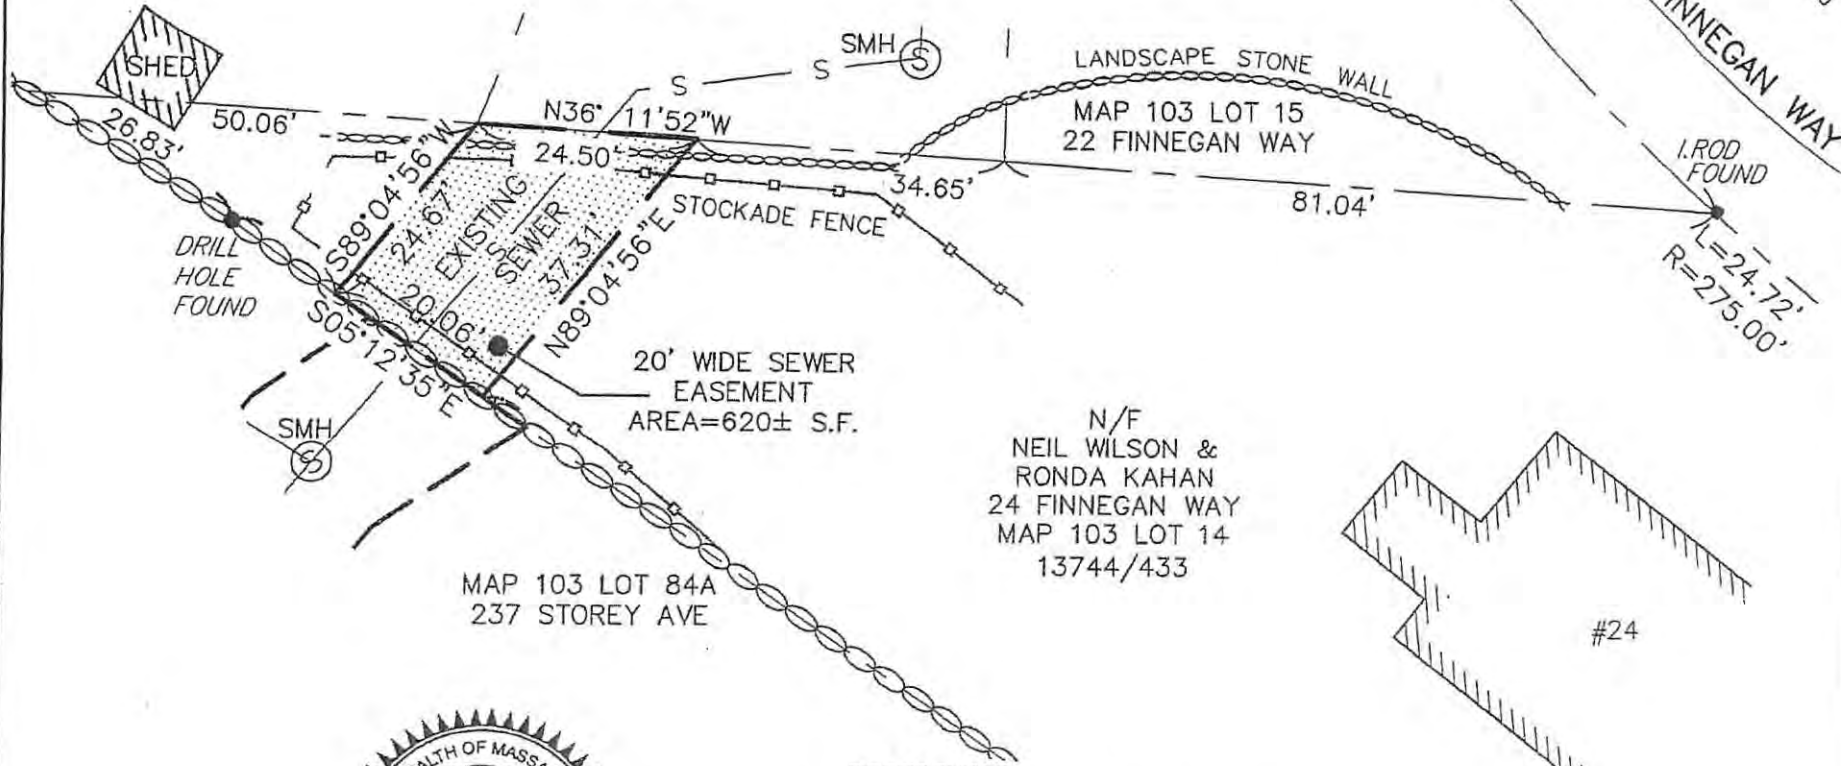 FINNEGAN WAY
SHED
SMH
S
S
S
LANDSCAPE STONE WALL
MAP 103 LOT 15
22 FINNEGAN WAY
I.ROD
FOUND
26.83'
50.06'
N36° 11'52"W
24.50'
34.65'
81.04'
L=24.72'
R=275.00'
STOCKADE FENCE
S89°04'56"W
24.67'
EXISTING
S
SEWER
37.31'
N89°04'56"E
DRILL
HOLE
FOUND
20.06'
S05°12'35"E
20' WIDE SEWER
EASEMENT
AREA=620± S.F.
SMH
S
N/F
NEIL WILSON &
RONDA KAHAN
24 FINNEGAN WAY
MAP 103 LOT 14
13744/433
MAP 103 LOT 84A
237 STOREY AVE
#24
OF